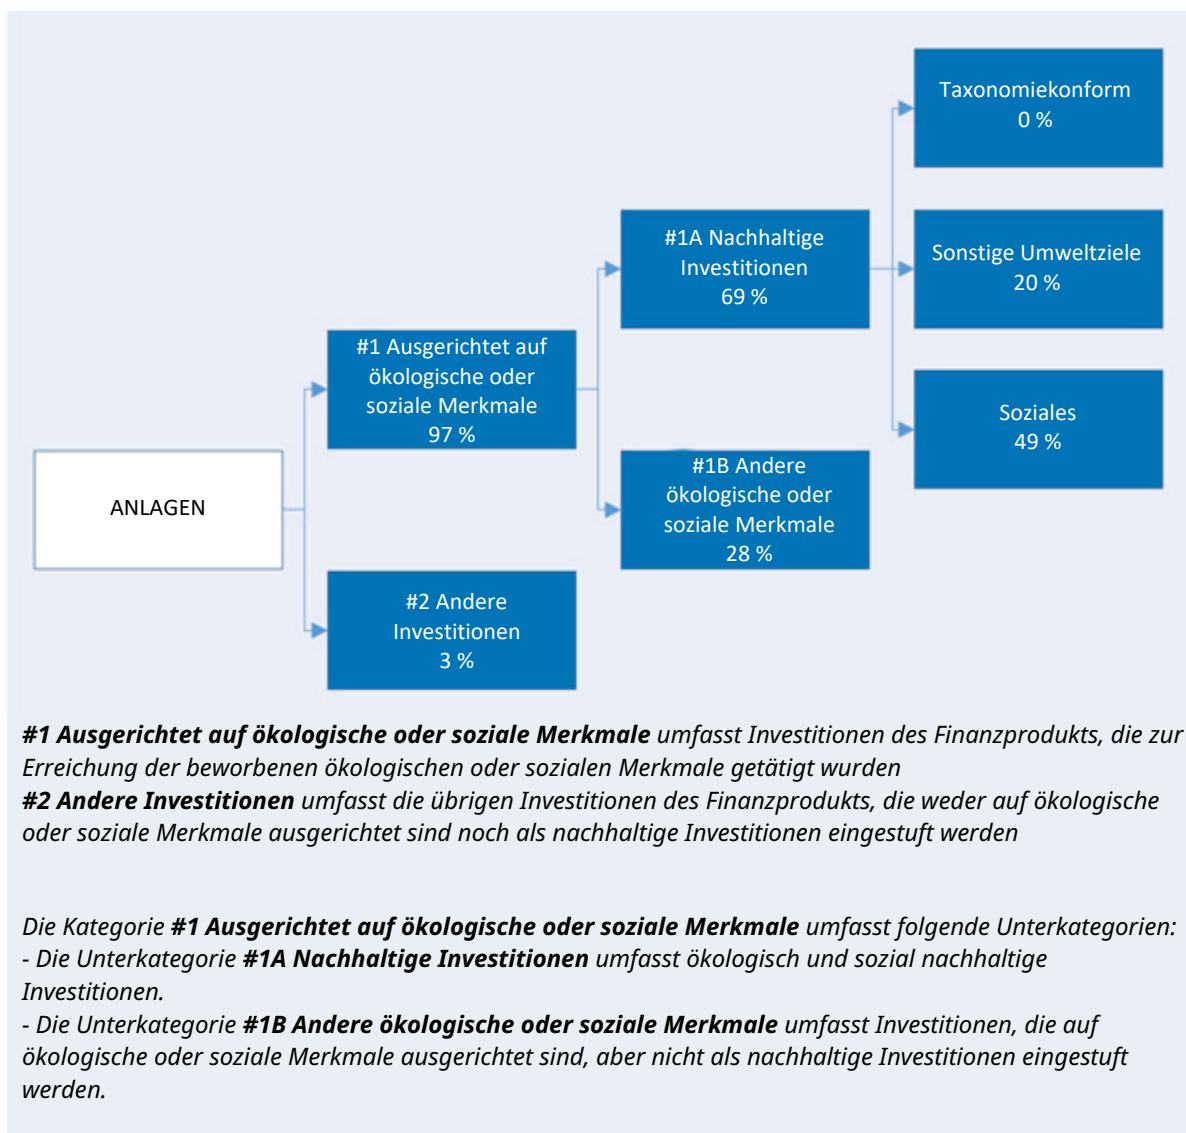 Taxonomiekonform
0 %
#1A Nachhaltige
Investitionen
69 %
Sonstige Umweltziele
20 %
#1 Ausgerichtet auf
ökologische oder
soziale Merkmale
97 %
Soziales
49 %
ANLAGEN
#1B Andere
ökologische oder
soziale Merkmale
28 %
#2 Andere
Investitionen
3 %
#1 Ausgerichtet auf ökologische oder soziale Merkmale umfasst Investitionen des Finanzprodukts, die zur
Erreichung der beworbenen ökologischen oder sozialen Merkmale getätigt wurden
#2 Andere Investitionen umfasst die übrigen Investitionen des Finanzprodukts, die weder auf ökologische
oder soziale Merkmale ausgerichtet sind noch als nachhaltige Investitionen eingestuft werden
Die Kategorie #1 Ausgerichtet auf ökologische oder soziale Merkmale umfasst folgende Unterkategorien:
- Die Unterkategorie #1A Nachhaltige Investitionen umfasst ökologisch und sozial nachhaltige
Investitionen.
- Die Unterkategorie #1B Andere ökologische oder soziale Merkmale umfasst Investitionen, die auf
ökologische oder soziale Merkmale ausgerichtet sind, aber nicht als nachhaltige Investitionen eingestuft
werden.